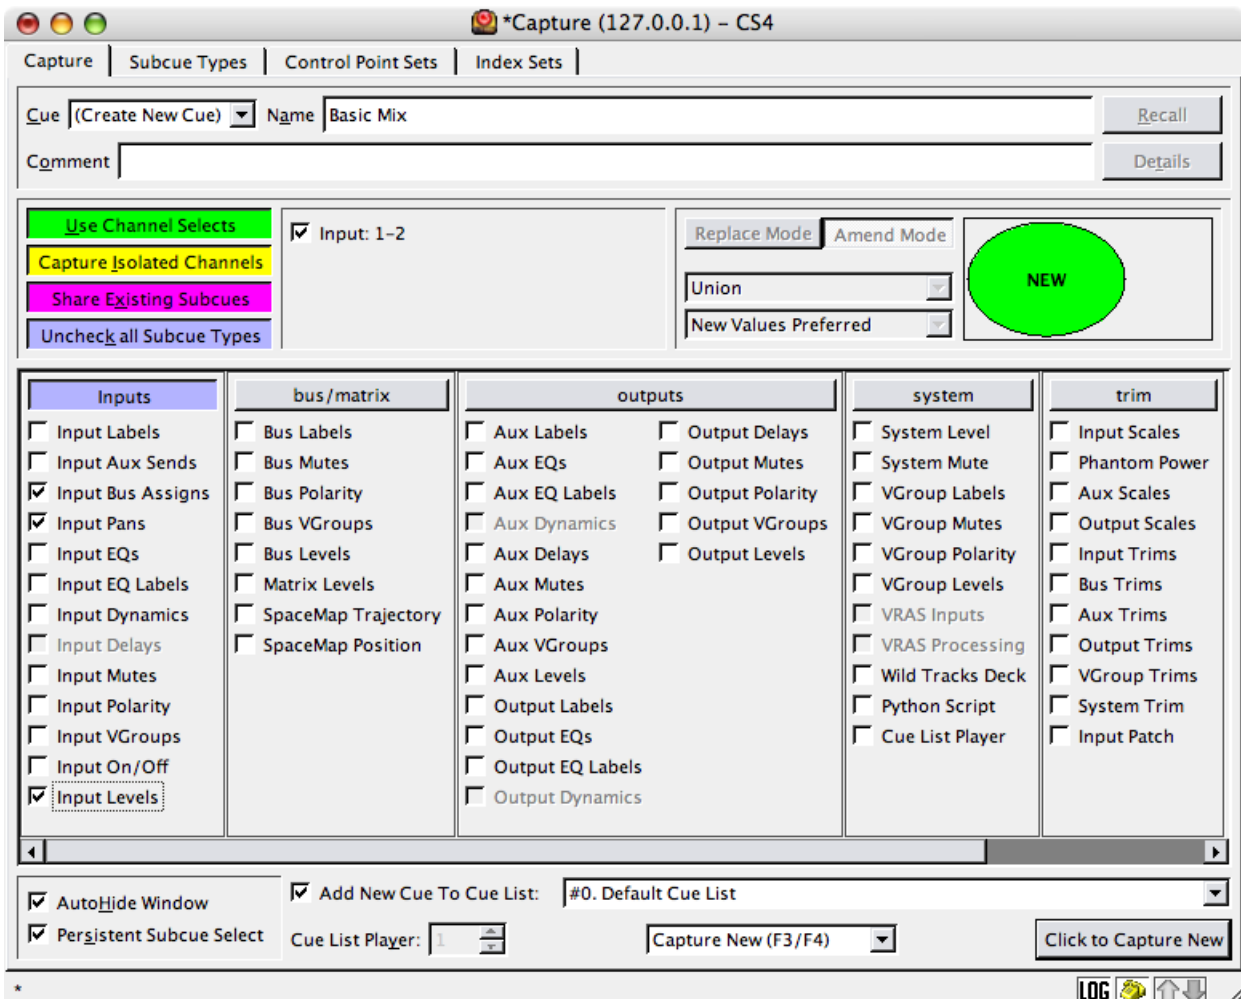 *Capture (127.0.0.1) – CS4
Capture Subcue Types Control Point Sets Index Sets
Cue (Create New Cue) Name Basic Mix Recall
Comment Details
Use Channel Selects
Capture Isolated Channels
Share Existing Subcues
Uncheck all Subcue Types
Input: 1-2
Replace Mode Amend Mode
Union
New Values Preferred
NEW
Inputs
Input Labels
Input Aux Sends
Input Bus Assigns
Input Pans
Input EQs
Input EQ Labels
Input Dynamics
Input Delays
Input Mutes
Input Polarity
Input VGroups
Input On/Off
Input Levels
bus/matrix
Bus Labels
Bus Mutes
Bus Polarity
Bus VGroups
Bus Levels
Matrix Levels
SpaceMap Trajectory
SpaceMap Position
outputs
Aux Labels
Aux EQs
Aux EQ Labels
Aux Dynamics
Aux Delays
Aux Mutes
Aux Polarity
Aux VGroups
Aux Levels
Output Labels
Output EQs
Output EQ Labels
Output Dynamics
Output Delays
Output Mutes
Output Polarity
Output VGroups
Output Levels
system
System Level
System Mute
VGroup Labels
VGroup Mutes
VGroup Polarity
VGroup Levels
VRAS Inputs
VRAS Processing
Wild Tracks Deck
Python Script
Cue List Player
trim
Input Scales
Phantom Power
Aux Scales
Output Scales
Input Trims
Bus Trims
Aux Trims
Output Trims
VGroup Trims
System Trim
Input Patch
AutoHide Window
Persistent Subcue Select
Add New Cue To Cue List: #0. Default Cue List
Cue List Player: 1 Capture New (F3/F4) Click to Capture New
* LOG